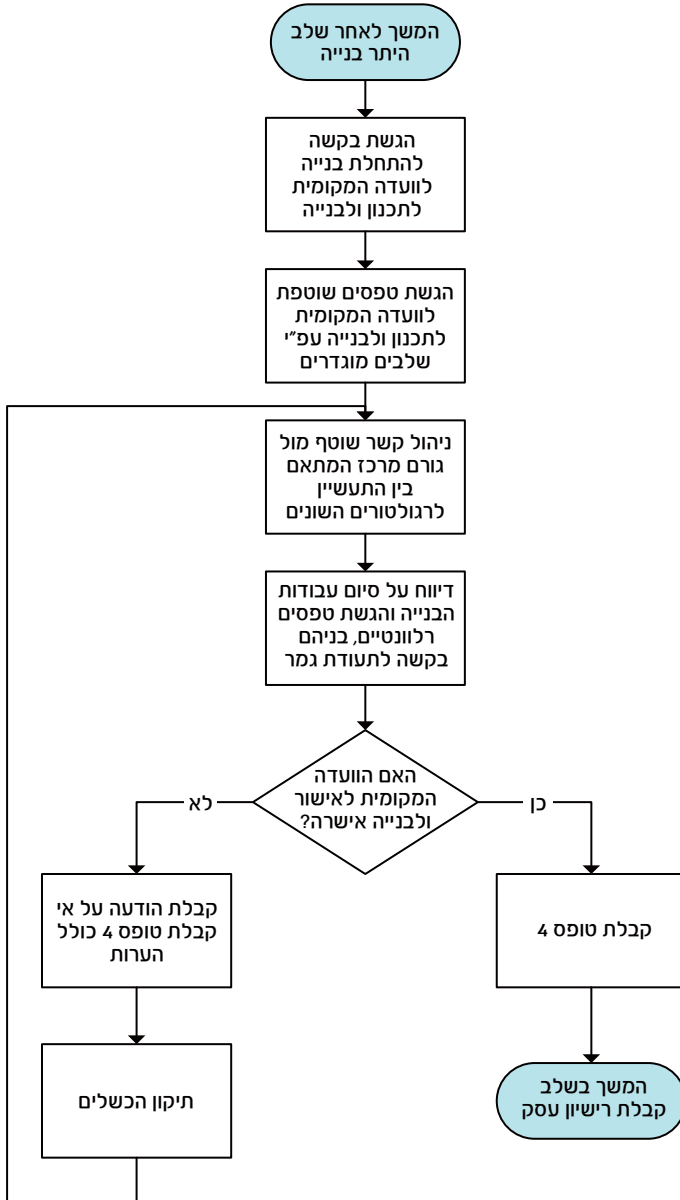 המשך לאחר שלב
היתר בנייה
הגשת בקשה
להתחלת בנייה
לוועדה המקומית
לתכנון ולבנייה
הגשת טפסים שוטפת
לוועדה המקומית
לתכנון ולבנייה עפ״י
שלבים מוגדרים
ניהול קשר שוטף מול
גורם מרכז המתאם
בין התעשיין
לרגולטורים השונים
דיווח על סיום עבודות
הבנייה והגשת טפסים
רלוונטיים, בניהם
בקשה לתעודת גמר
האם הוועדה
המקומית לאישור
ולבנייה אישרה?
כן
לא
קבלת טופס 4
קבלת הודעה על אי
קבלת טופס 4 כולל
הערות
המשך בשלב
קבלת רישיון עסק
תיקון הכשלים